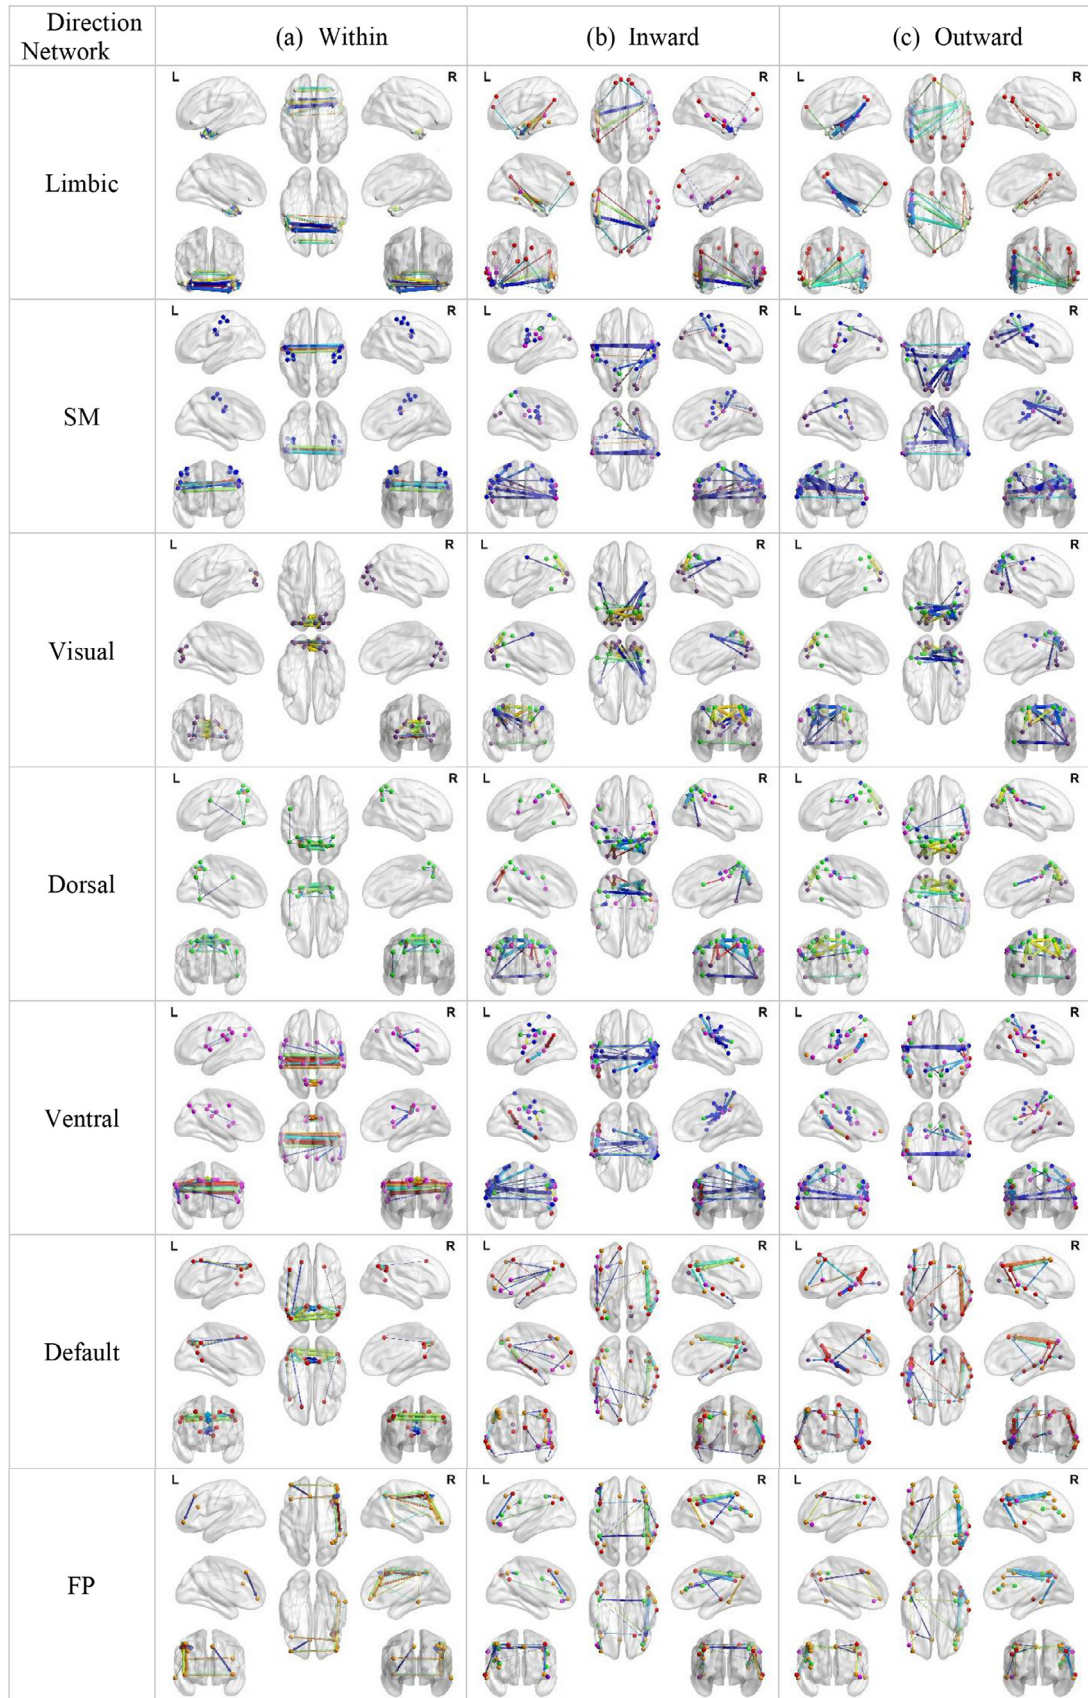 Direction
Network
(a) Within
(b) Inward
(c) Outward
Limbic
L R
L R
L R
SM
L R
L R
L R
Visual
L R
L R
L R
Dorsal
L R
L R
L R
Ventral
L R
L R
L R
Default
L R
L R
L R
FP
L R
L R
L R